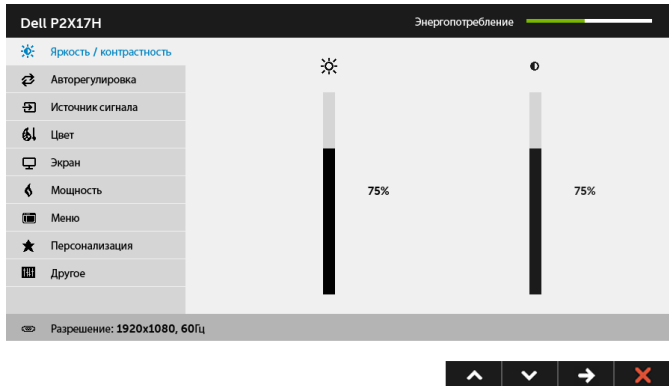 Dell P2X17H
Энергопотребление
Яркость / контрастность
Авторегулировка
Источник сигнала
Цвет
Экран
Мощность
75%
75%
Меню
Персонализация
Другое
Разрешение: 1920x1080, 60Гц